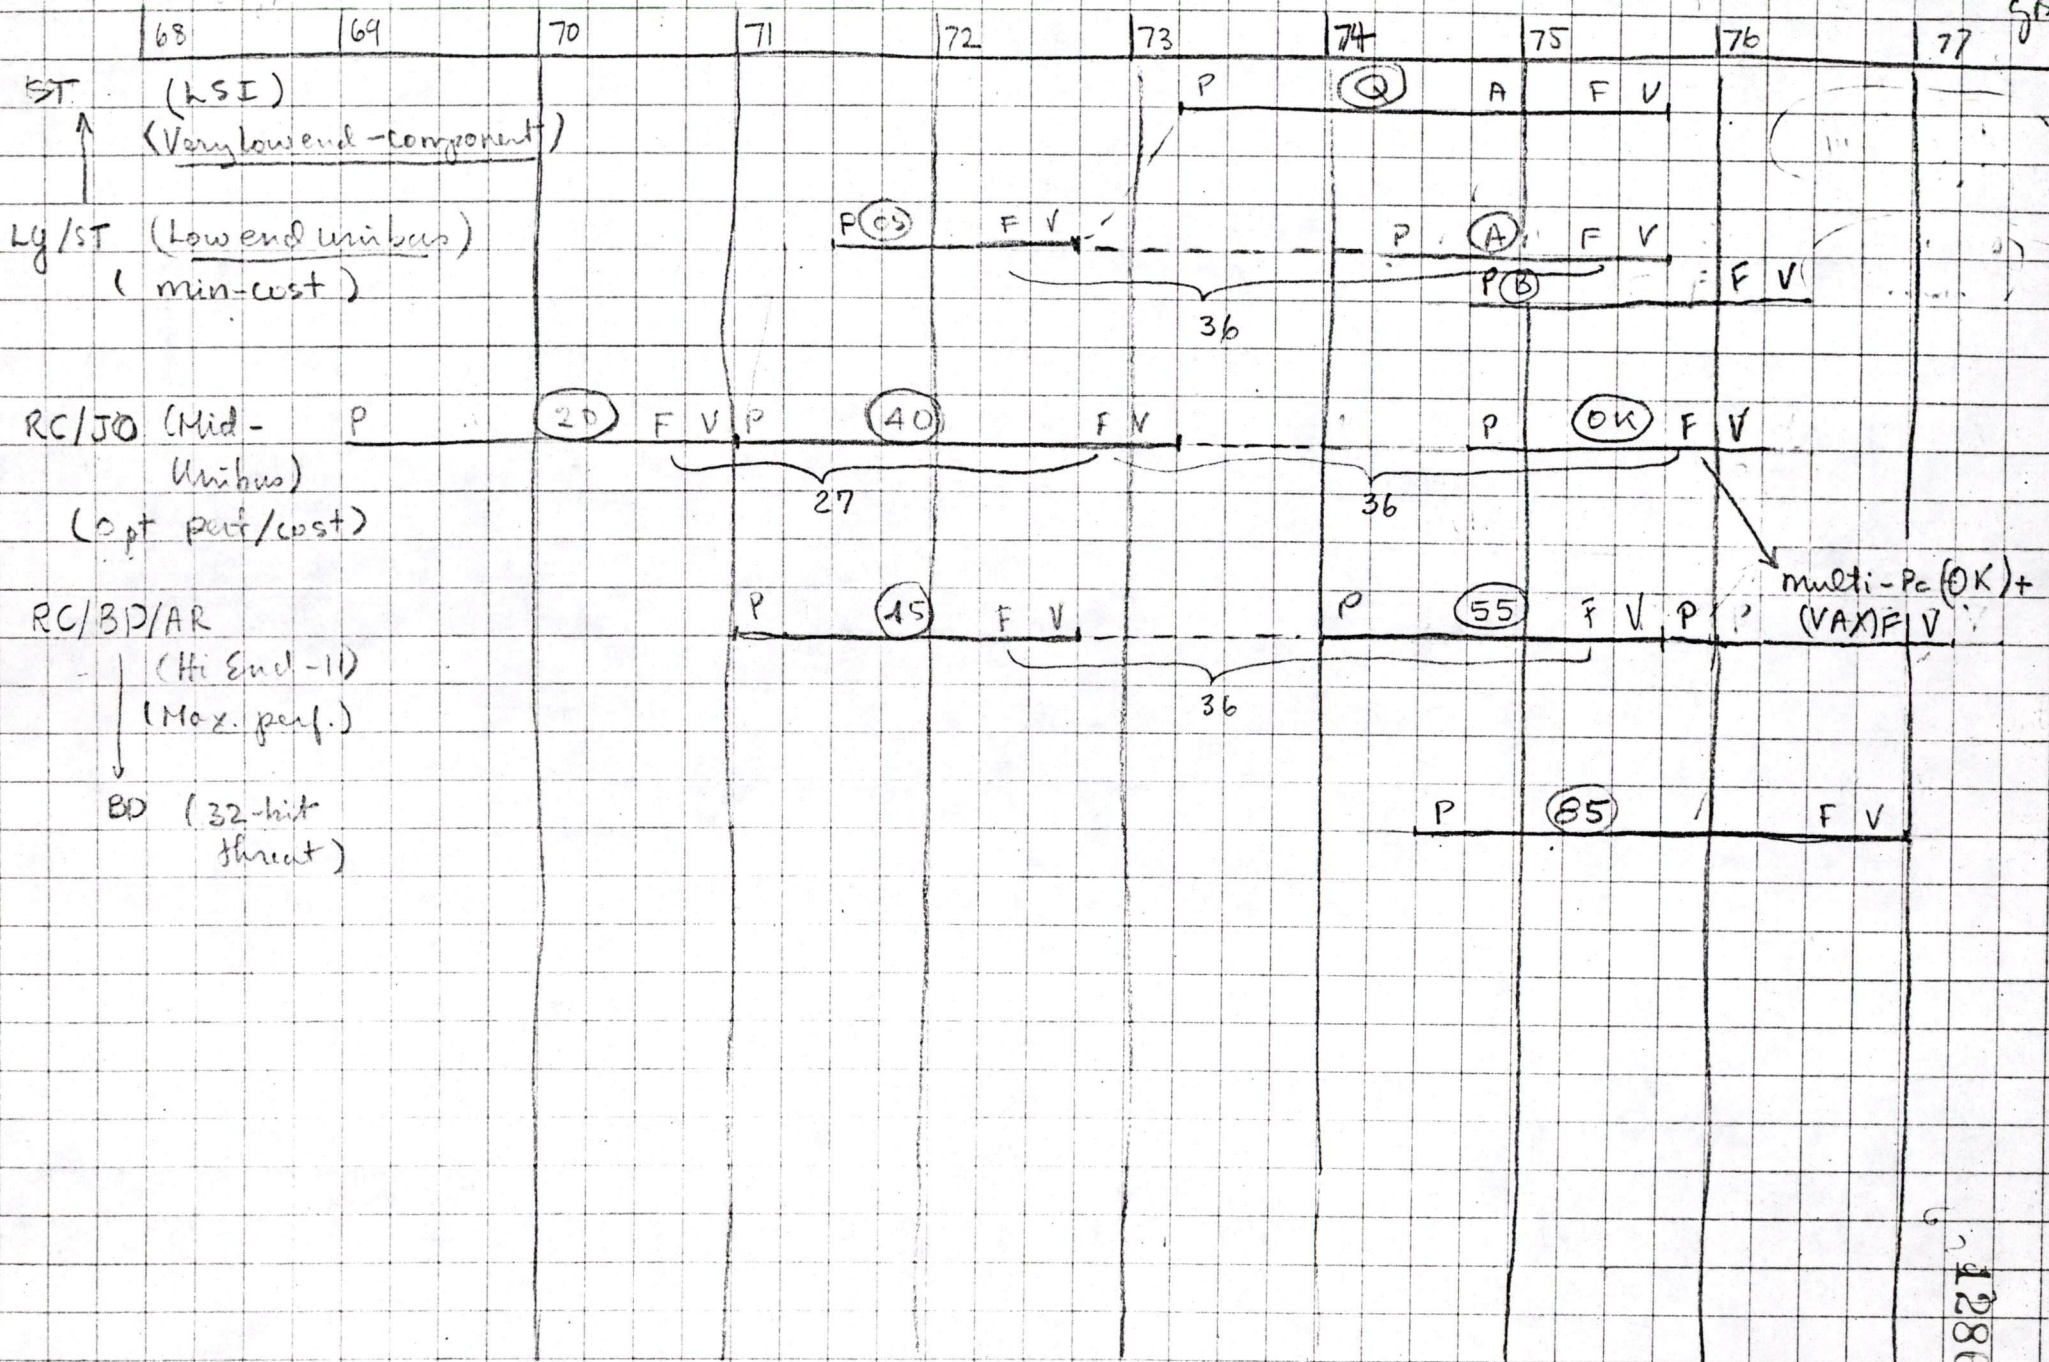 68 69 70 71 72 73 74 75 76 77
ST (LSI) P Q A F V
(Very low end-component)
LY/ST (Low end unibus) P 05 F V P A F V
(min-cost) P B F V
36
RC/JO (Mid- P 20 F V P 40 F V P OK F V
Unibus) 27 36
(Opt perf/cost)
multi-Pc (OK)+
RC/BD/AR P 45 F V P 55 F V P ? (VAX) F V ?
(Hi End-11) 36
(Max. perf.)
BD (32-bit P 85 F V
threat)